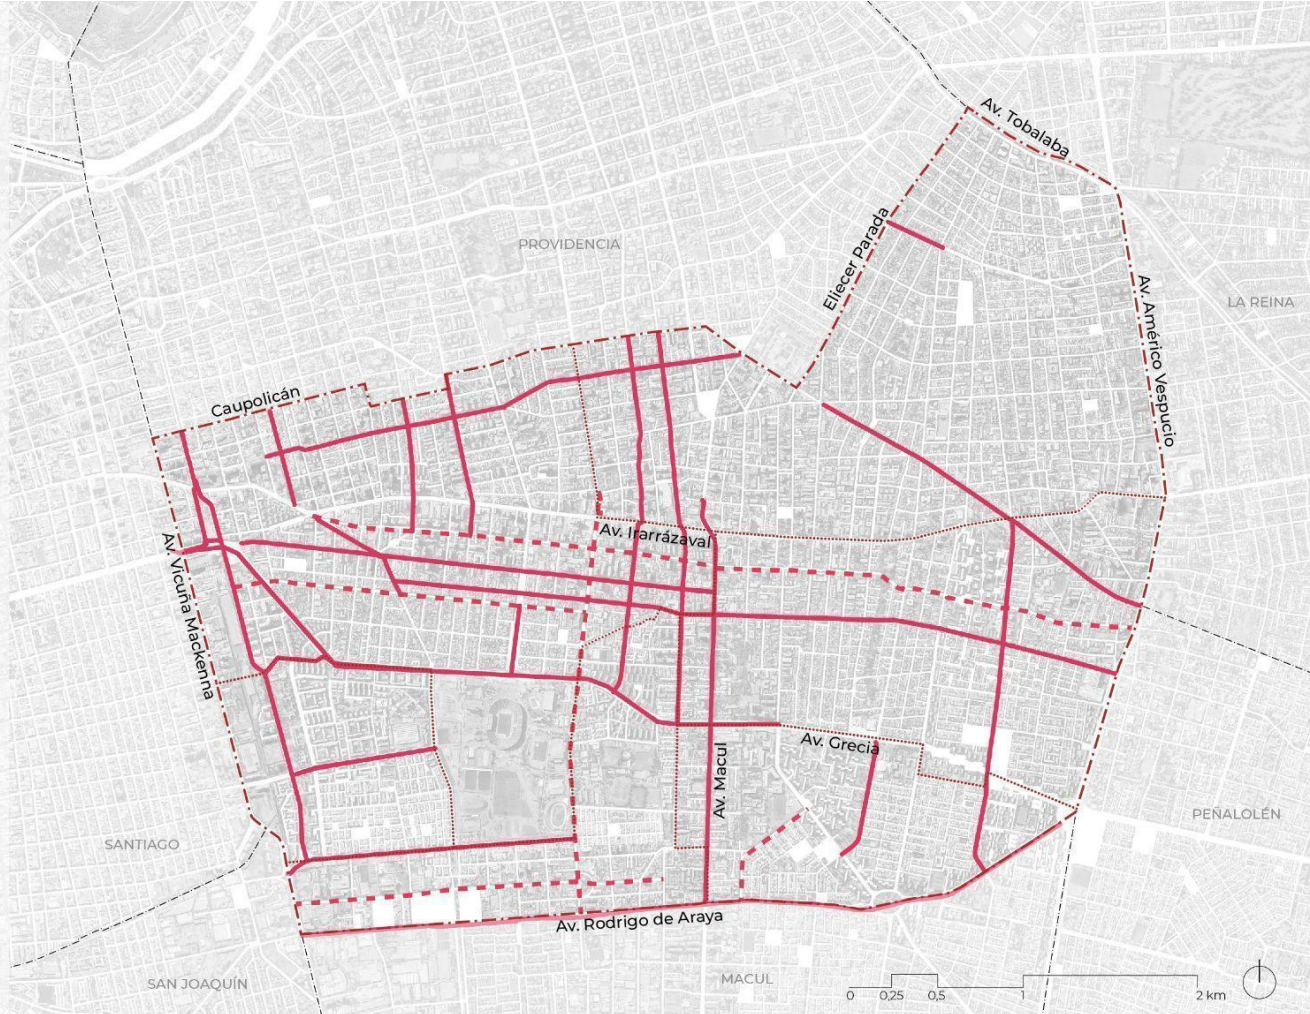 Av. Tobalaba
PROVIDENCIA
Eliecer Parada
LA REINA
Av. Américo Vespucio
Caupolicán
Av. Irarrázaval
Av. Vicuña Mackenna
Av. Grecia
Av. Macul
PEÑALOLÉN
SANTIAGO
Av. Rodrigo de Araya
SAN JOAQUÍN
MACUL
0 0,25 0,5 1 2 km